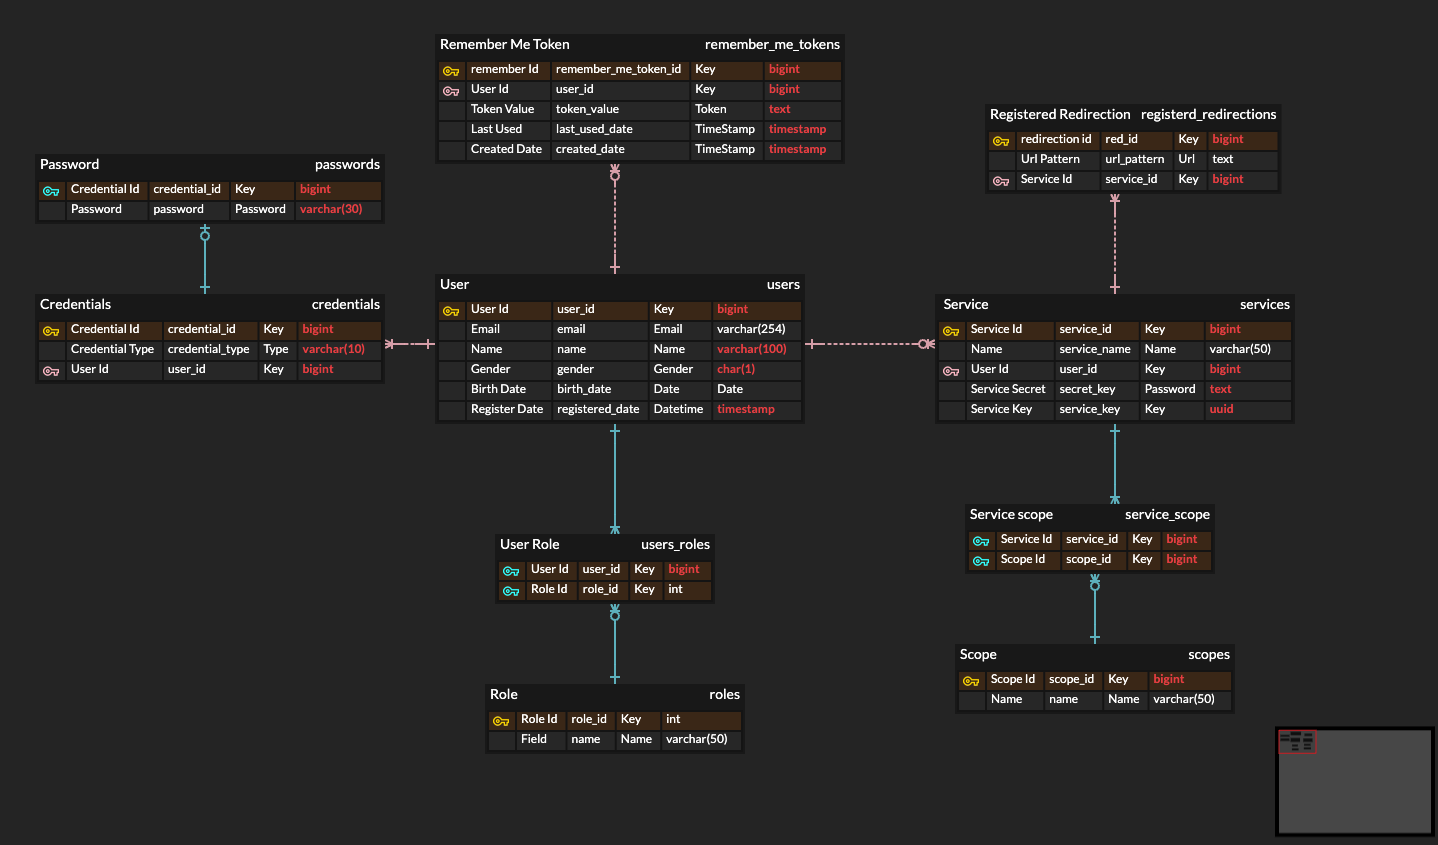 Remember Me Token remember_me_tokens
remember Id remember_me_token_id Key bigint
User Id user_id Key bigint
Token Value token_value Token text
Last Used last_used_date TimeStamp timestamp
Created Date created_date TimeStamp timestamp
Registered Redirection registerd_redirections
redirection id red_id Key bigint
Url Pattern url_pattern Url text
Service Id service_id Key bigint
Password passwords
Credential Id credential_id Key bigint
Password password Password varchar(30)
Credentials credentials
Credential Id credential_id Key bigint
Credential Type credential_type Type varchar(10)
User Id user_id Key bigint
User users
User Id user_id Key bigint
Email email Email varchar(254)
Name name Name varchar(100)
Gender gender Gender char(1)
Birth Date birth_date Date Date
Register Date registered_date Datetime timestamp
Service services
Service Id service_id Key bigint
Name service_name Name varchar(50)
User Id user_id Key bigint
Service Secret secret_key Password text
Service Key service_key Key uuid
User Role users_roles
User Id user_id Key bigint
Role Id role_id Key int
Service scope service_scope
Service Id service_id Key bigint
Scope Id scope_id Key bigint
Role roles
Role Id role_id Key int
Field name Name varchar(50)
Scope scopes
Scope Id scope_id Key bigint
Name name Name varchar(50)